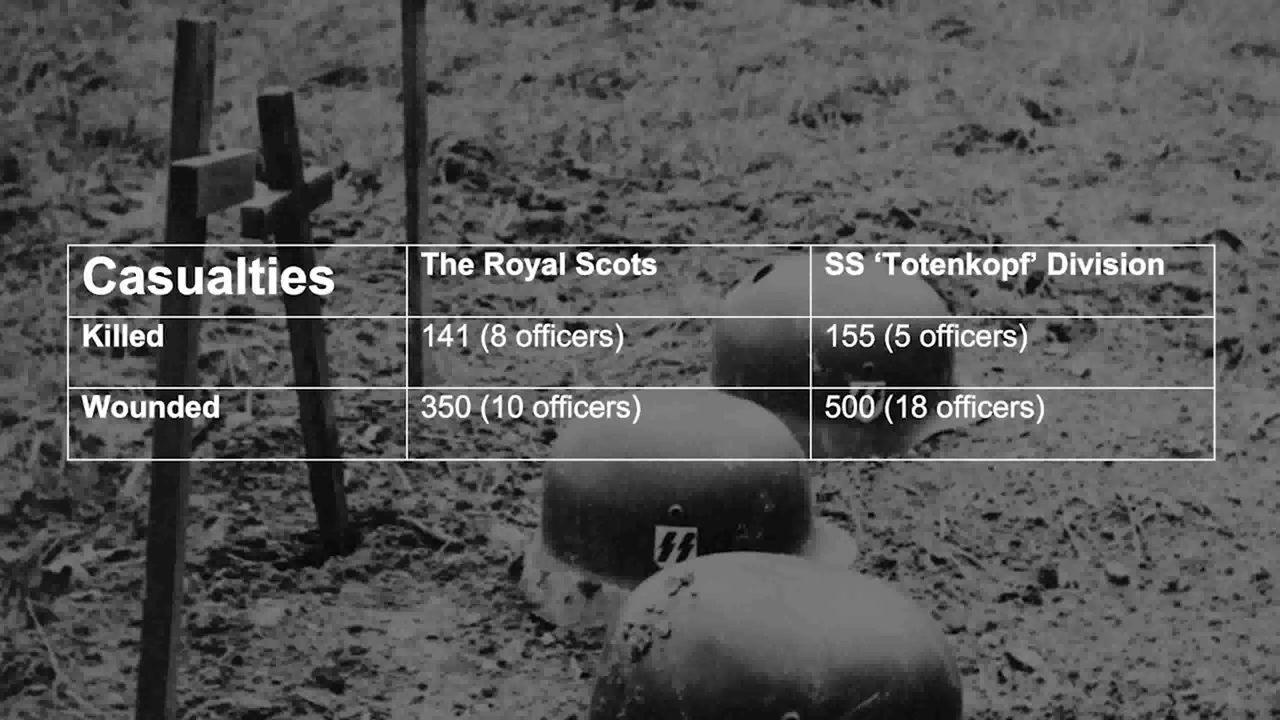 Casualties
The Royal Scots
SS ‘Totenkopf’ Division
Killed
141 (8 officers)
155 (5 officers)
Wounded
350 (10 officers)
500 (18 officers)